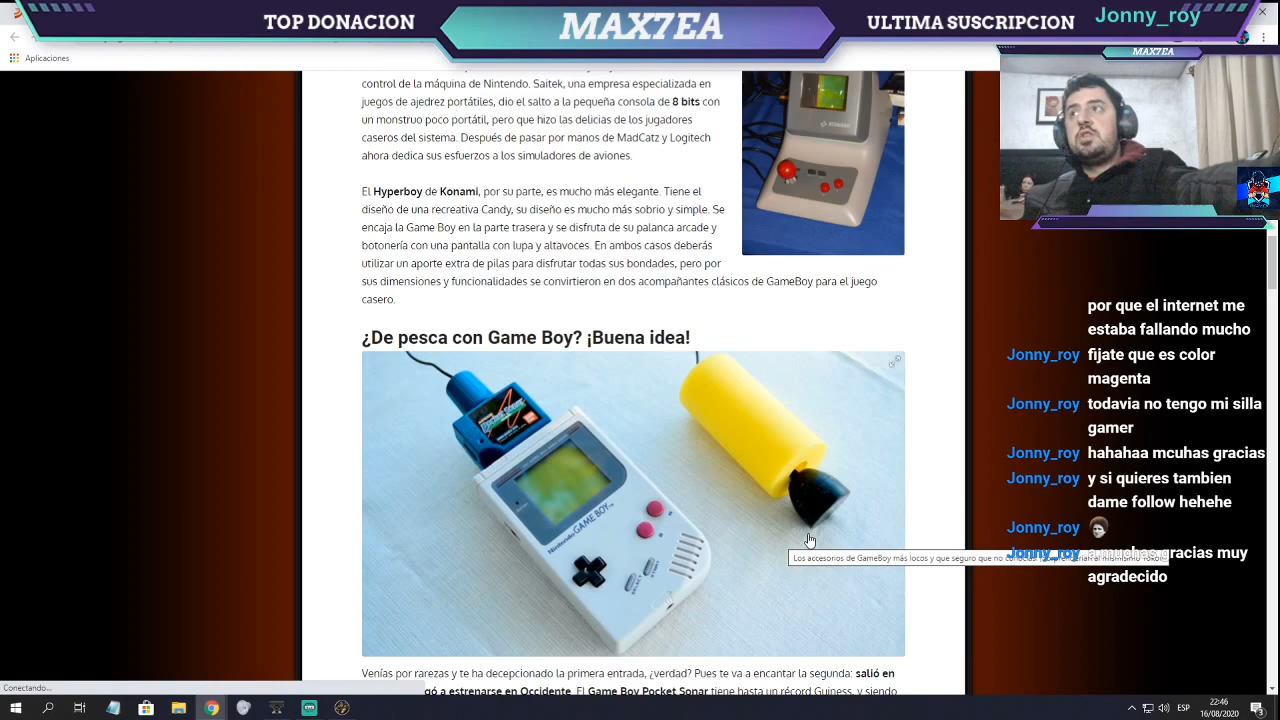 TOP DONACION
MAX7EA
ULTIMA SUSCRIPCION
Jonny_roy
Aplicaciones
MAX7EA
control de la máquina de Nintendo. Saitek, una empresa especializada en
juegos de ajedrez portátiles, dio el salto a la pequeña consola de 8 bits con
un monstruo poco portátil, pero que hizo las delicias de los jugadores
caseros del sistema. Después de pasar por manos de MadCatz y Logitech
ahora dedica sus esfuerzos a los simuladores de aviones.
KONAMI
El Hyperboy de Konami, por su parte, es mucho más elegante. Tiene el
diseño de una recreativa Candy, su diseño es mucho más sobrio y simple. Se
encaja la Game Boy en la parte trasera y se disfruta de su palanca arcade y
botonería con una pantalla con lupa y altavoces. En ambos casos deberás
utilizar un aporte extra de pilas para disfrutar todas sus bondades, pero por
sus dimensiones y funcionalidades se convirtieron en dos acompañantes clásicos de GameBoy para el juego
casero.
¿De pesca con Game Boy? ¡Buena idea!
Nintendo GAME BOY
SELECT
START
Los accesorios de GameBoy más locos y que seguro que no conocías
Venías por rarezas y te ha decepcionado la primera entrada, ¿verdad? Pues te va a encantar la segunda: salió en
a estrenarse en Occidente. El Game Boy Pocket Sonar tiene hasta un récord Guiness, y siendo
por que el internet me
estaba fallando mucho
Jonny_roy fijate que es color
magenta
Jonny_roy todavia no tengo mi silla
gamer
Jonny_roy hahahaa mcuhas gracias
Jonny_roy y si quieres tambien
dame follow hehehe
Jonny_roy
Jonny_roy a muchas gracias muy
agradecido
Conectando...
ESP
22:46
16/08/2020
3